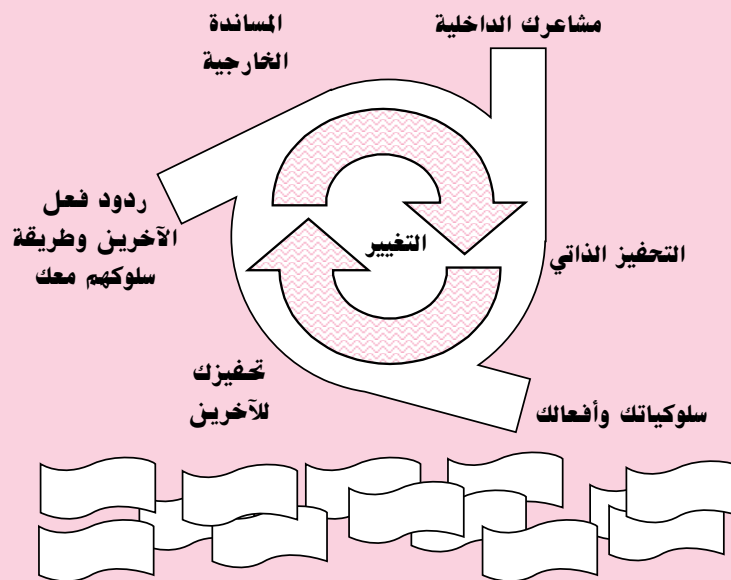 مشاعرك الداخلية
المساندة
الخارجية
ردود فعل
الآخرين وطريقة
سلوكهم معك
التغيير
التحفيز الذاتي
تحفيزك
للآخرين
سلوكياتك وأفعالك